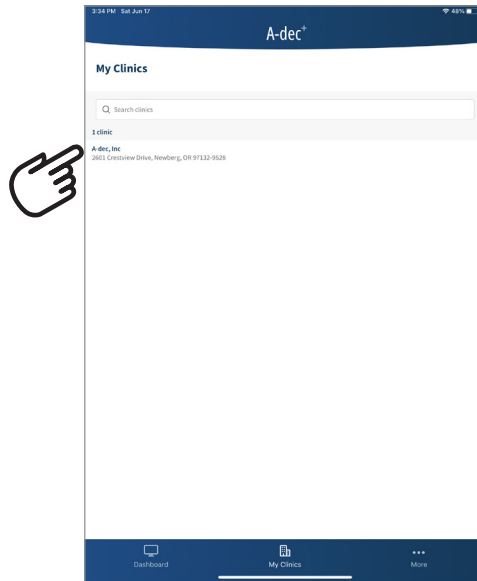 3:34 PM Sat Jun 17
48%
A-dec+
My Clinics
Search clinics
1 clinic
A-dec, Inc
2601 Crestview Drive, Newberg, OR 97132-9528
Dashboard
My Clinics
More